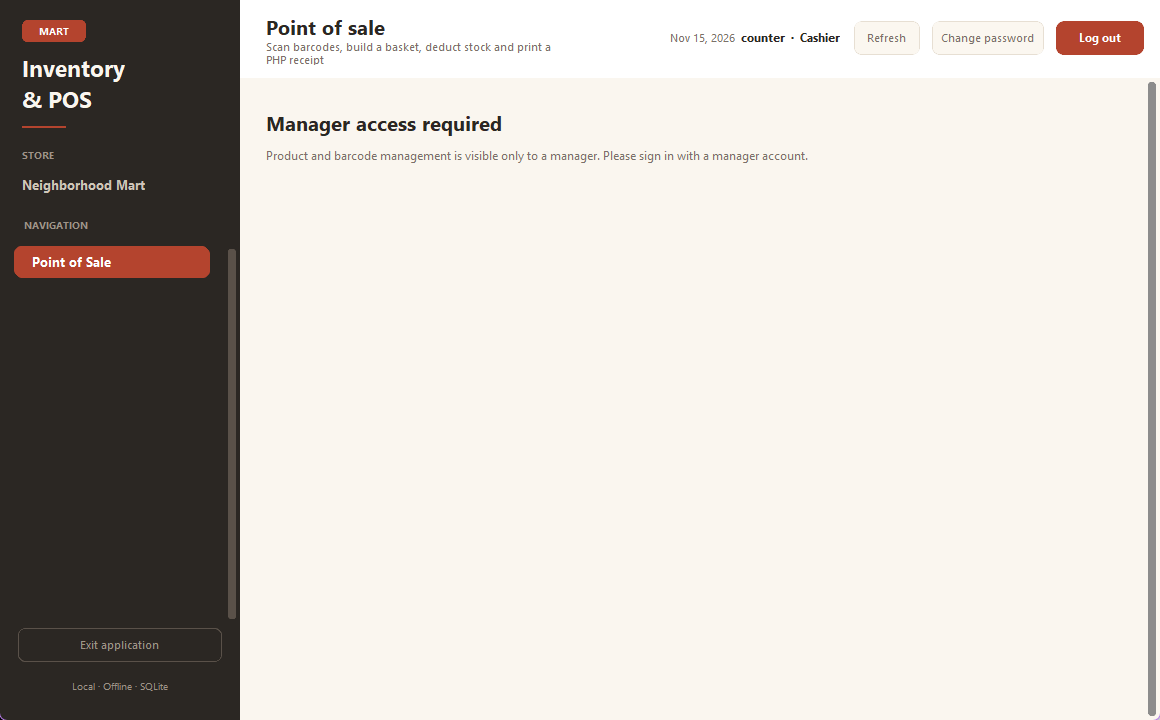 MART
Inventory
& POS
STORE
Neighborhood Mart
NAVIGATION
Point of Sale
Exit application
Local · Offline · SQLite
Point of sale
Scan barcodes, build a basket, deduct stock and print a
PHP receipt
Nov 15, 2026 counter · Cashier
Refresh
Change password
Log out
Manager access required
Product and barcode management is visible only to a manager. Please sign in with a manager account.